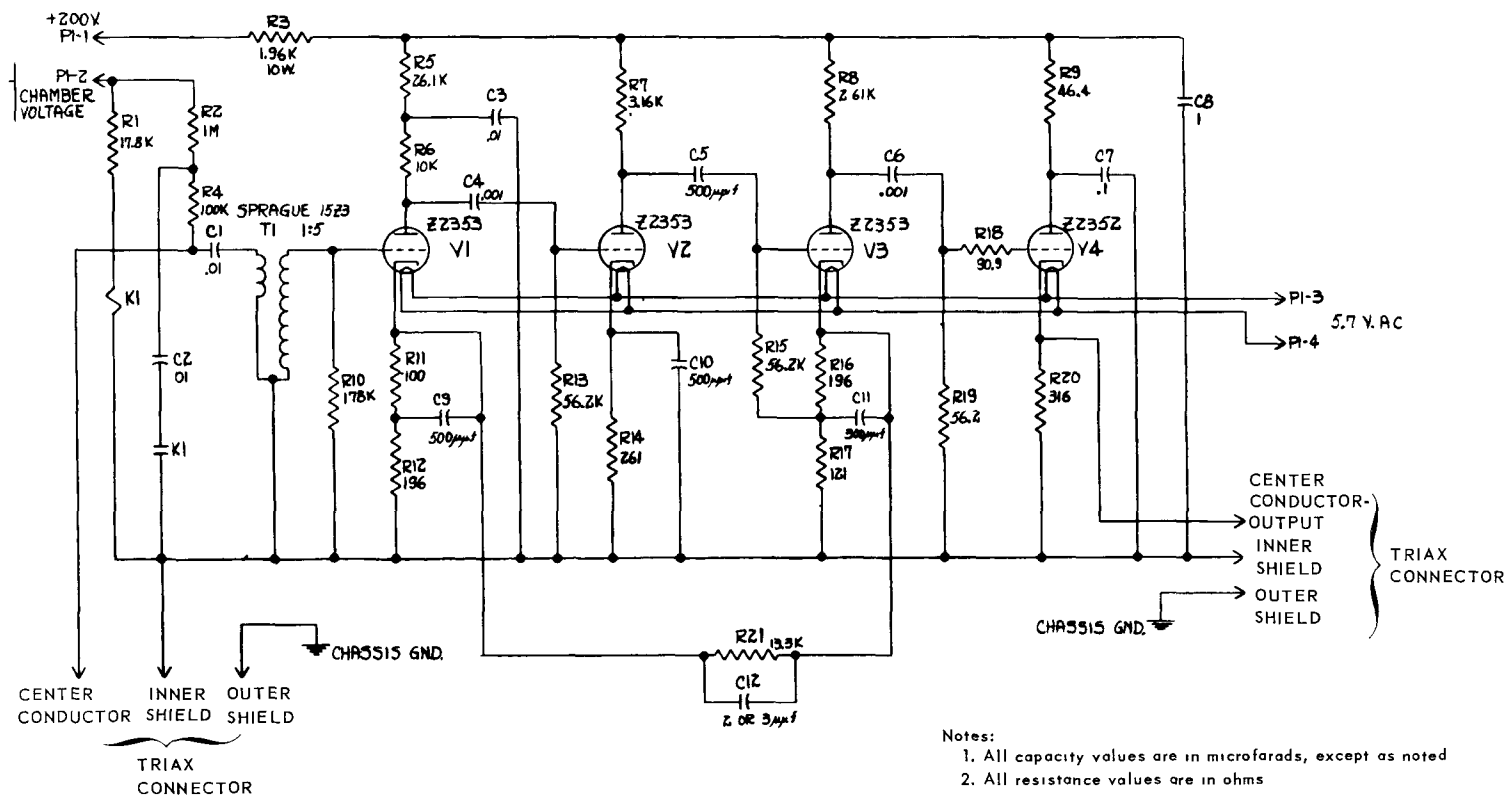 +200V
P1-1
R3
1.96K
10W.
P1-2
CHAMBER
VOLTAGE
R1
17.8K
R2
1M
R4
100K
C1
.01
SPRAGUE 15Z3
T1 1:5
K1
C2
01
K1
R5
26.1K
C3
.01
R6
10K
C4
.001
Z2353
V1
R10
178K
R11
100
C9
500µµf
R12
196
R7
3.16K
C5
500µµf
Z2353
V2
R13
56.2K
C10
500µµf
R14
261
R8
2 61K
C6
.001
Z2353
V3
R15
56.2K
R16
196
C11
300µµf
R17
121
R9
46.4
C7
.1
C8
1
R18
90.9
Z2352
V4
R19
56.2
R20
316
P1-3
5.7 V. AC
P1-4
R21
13.3K
C12
2 OR 3µµf
CENTER
CONDUCTOR-
OUTPUT
INNER
SHIELD
OUTER
SHIELD
TRIAX
CONNECTOR
CHASSIS GND.
CHASSIS GND.
CENTER
CONDUCTOR
INNER
SHIELD
OUTER
SHIELD
TRIAX
CONNECTOR
Notes:
1. All capacity values are in microfarads, except as noted
2. All resistance values are in ohms